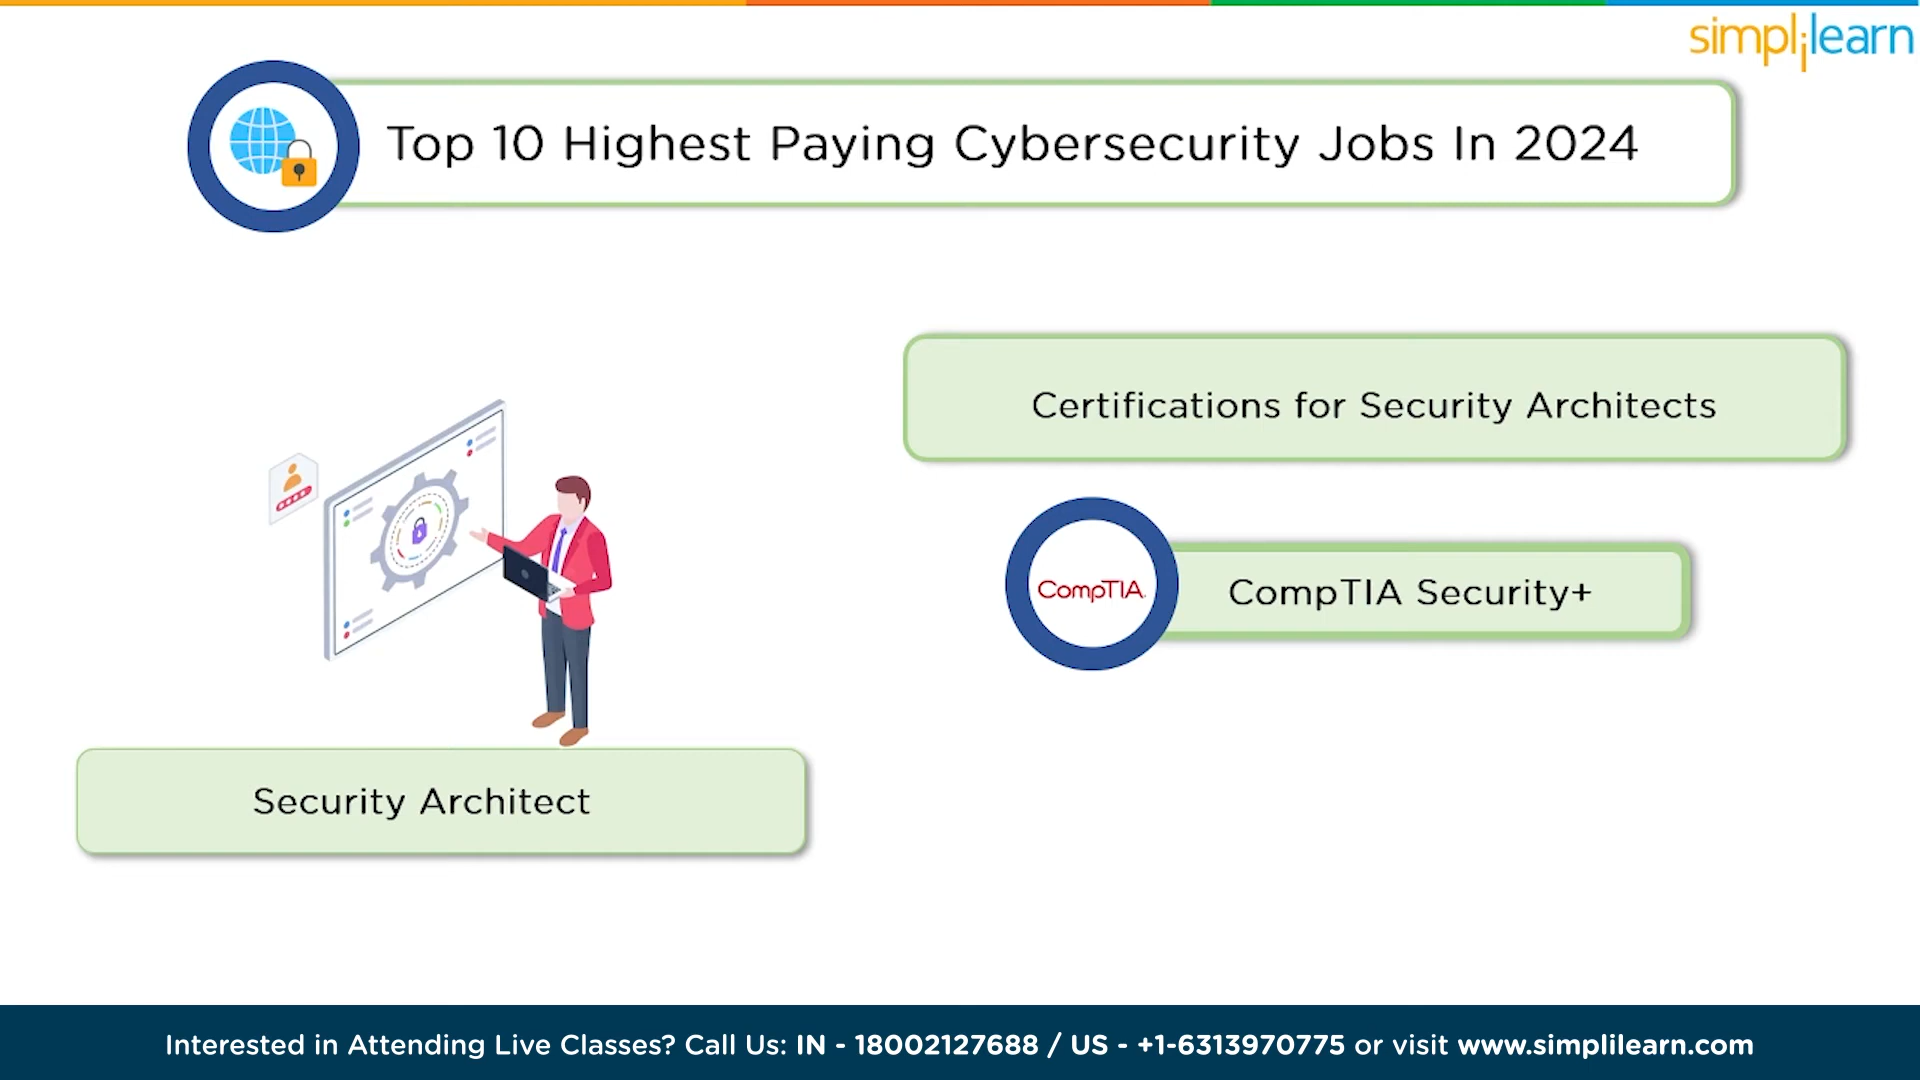 simplilearn
Top 10 Highest Paying Cybersecurity Jobs In 2024
Certifications for Security Architects
CompTIA.
CompTIA Security+
Security Architect
Interested in Attending Live Classes? Call Us: IN - 18002127688 / US - +1-6313970775 or visit www.simplilearn.com